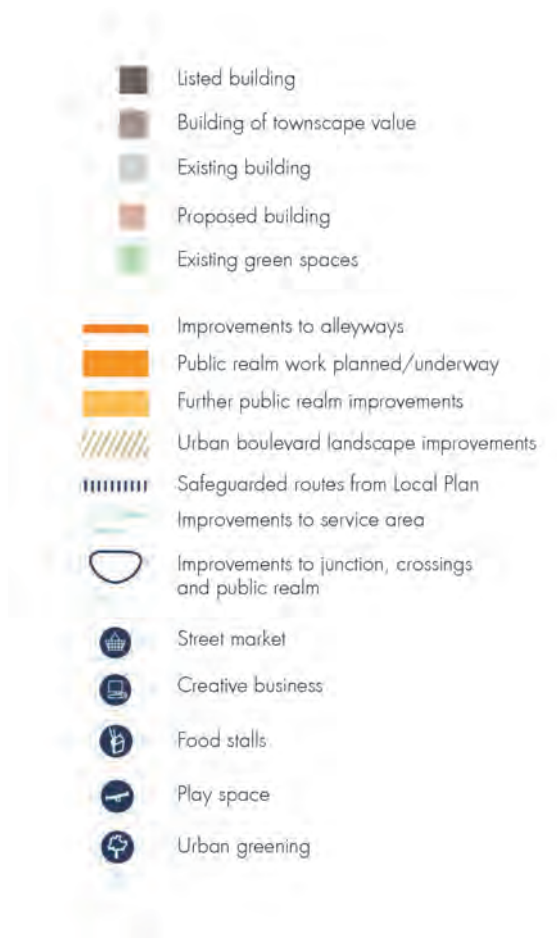 Listed building
Building of townscape value
Existing building
Proposed building
Existing green spaces
Improvements to alleyways
Public realm work planned/underway
Further public realm improvements
Urban boulevard landscape improvements
Safeguarded routes from Local Plan
Improvements to service area
Improvements to junction, crossings
and public realm
Street market
Creative business
Food stalls
Play space
Urban greening